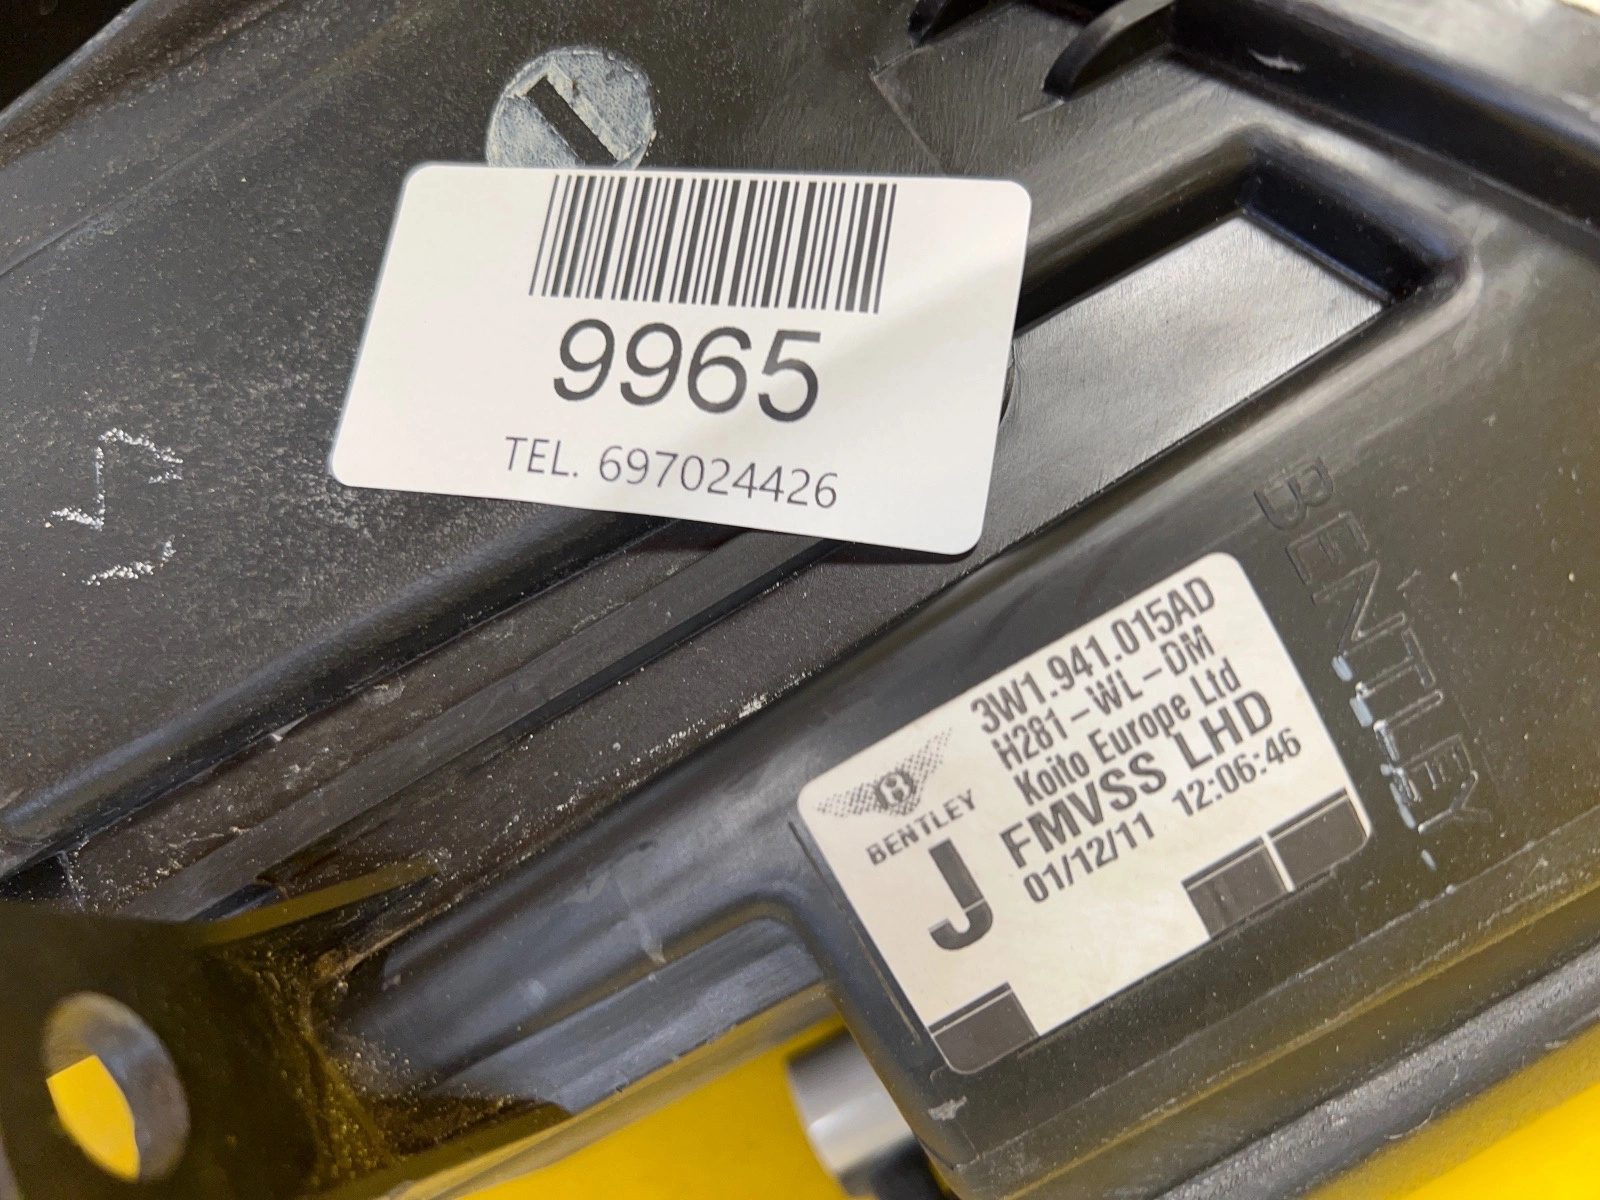 9965
TEL. 697024426
BENTLEY
3W1.941.015AD
H281-WL-DM
Koito Europe Ltd
FMVSS LHD
01/12/11 12:06:46
B
BENTLEY
J